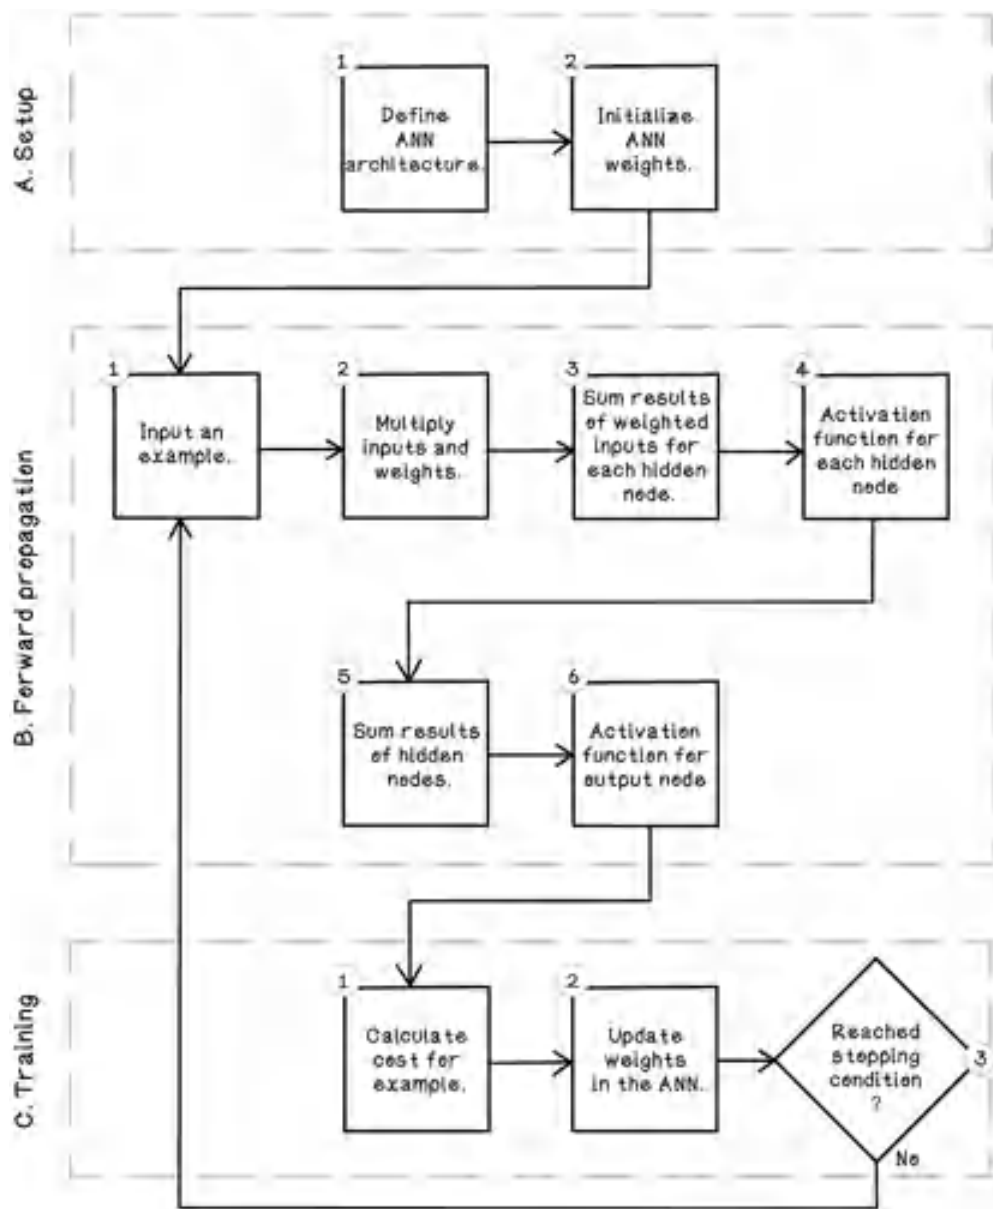 A. Setup
1
Define
ANN
architecture.
2
Initialize
ANN
weights.
B. Forward propagation
1
Input an
example.
2
Multiply
inputs and
weights.
3
Sum results
of weighted
inputs for
each hidden
node.
4
Activation
function for
each hidden
node
5
Sum results
of hidden
nodes.
6
Activation
function for
output node
C. Training
1
Calculate
cost for
example.
2
Update
weights
in the ANN.
Reached
stopping
condition
?
3
No